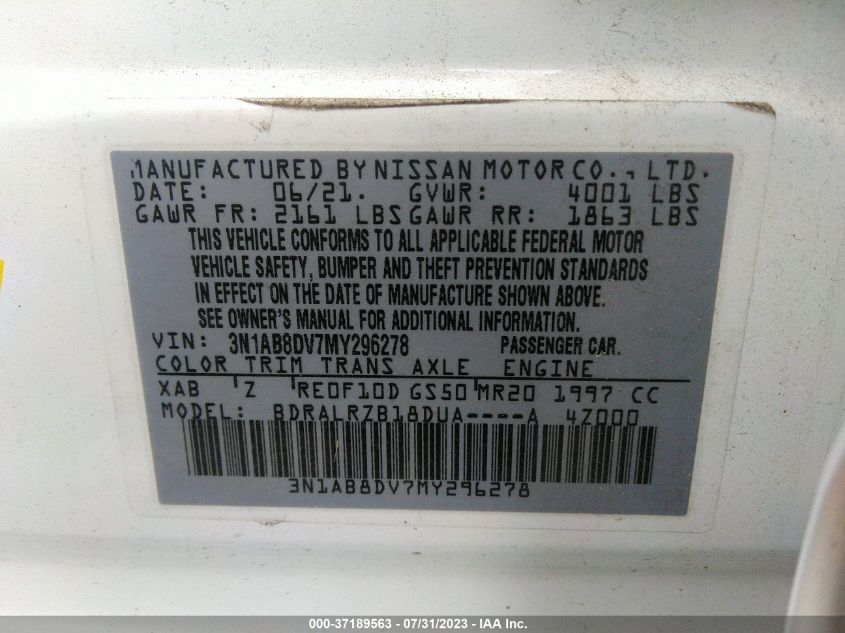 MANUFACTURED BY NISSAN MOTOR CO., LTD.
DATE: 06/21. GVWR: 4001 LBS
GAWR FR: 2161 LBS GAWR RR: 1863 LBS
THIS VEHICLE CONFORMS TO ALL APPLICABLE FEDERAL MOTOR
VEHICLE SAFETY, BUMPER AND THEFT PREVENTION STANDARDS
IN EFFECT ON THE DATE OF MANUFACTURE SHOWN ABOVE.
SEE OWNER'S MANUAL FOR ADDITIONAL INFORMATION.
VIN: 3N1AB8DV7MY296278 PASSENGER CAR.
COLOR TRIM TRANS AXLE ENGINE
XAB Z RE0F10D GS50 MR20 1997 CC
MODEL: BDRALRZB18DUA----A 4Z000
3N1AB8DV7MY296278
000-37189563 - 07/31/2023 - IAA Inc.